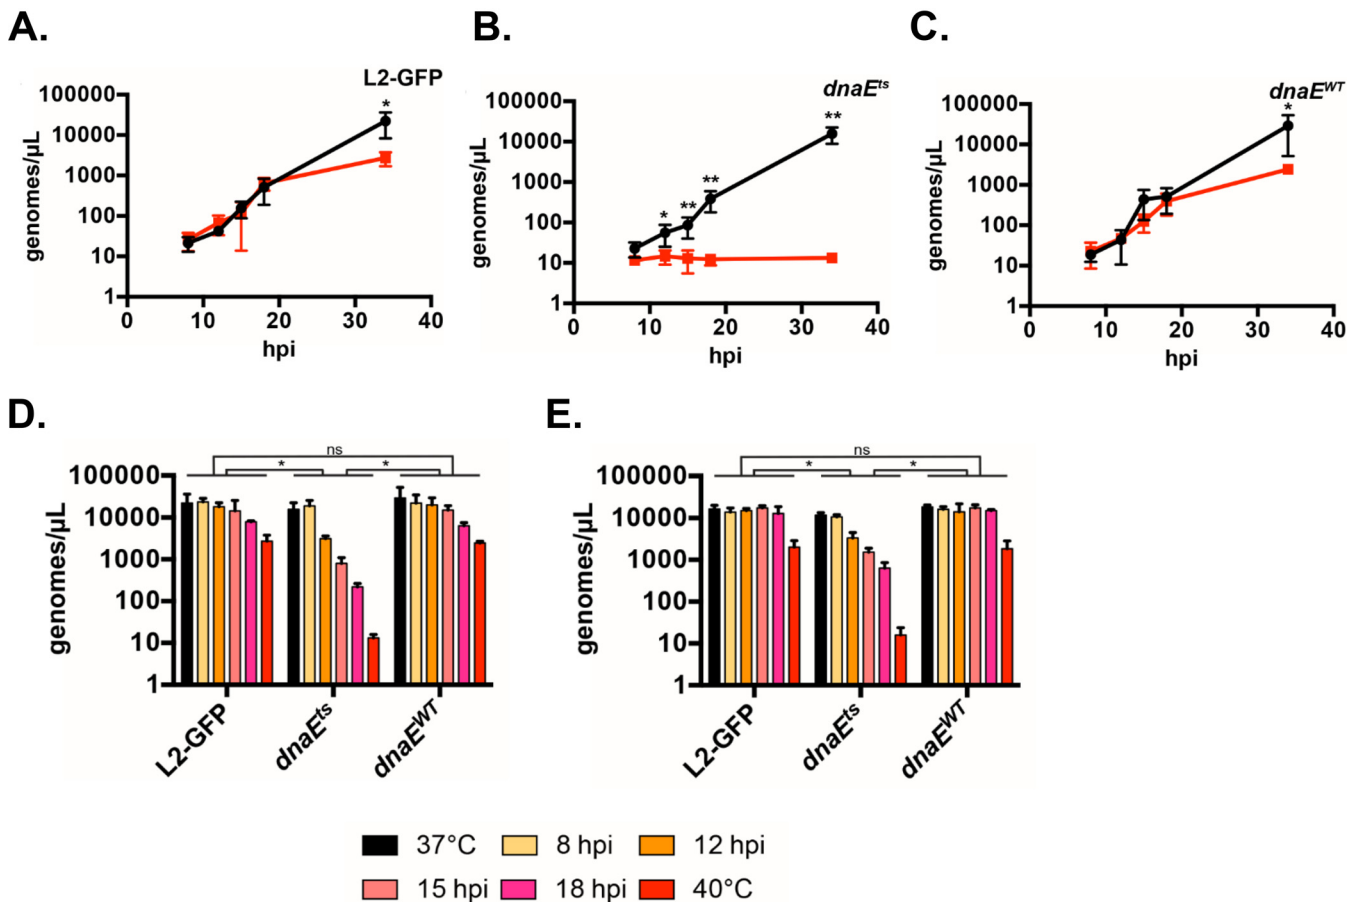 A.
B.
C.
L2-GFP
dnaEts
dnaEWT
100000
10000
1000
100
10
1
genomes/µL
*
0 10 20 30 40
hpi
100000
10000
1000
100
10
1
genomes/µL
* ** ** **
0 10 20 30 40
hpi
100000
10000
1000
100
10
1
genomes/µL
*
0 10 20 30 40
hpi
D.
E.
ns
* *
100000
10000
1000
100
10
1
genomes/µL
L2-GFP dnaEts dnaEWT
ns
* *
100000
10000
1000
100
10
1
genomes/µL
L2-GFP dnaEts dnaEWT
37°C 8 hpi 12 hpi
15 hpi 18 hpi 40°C